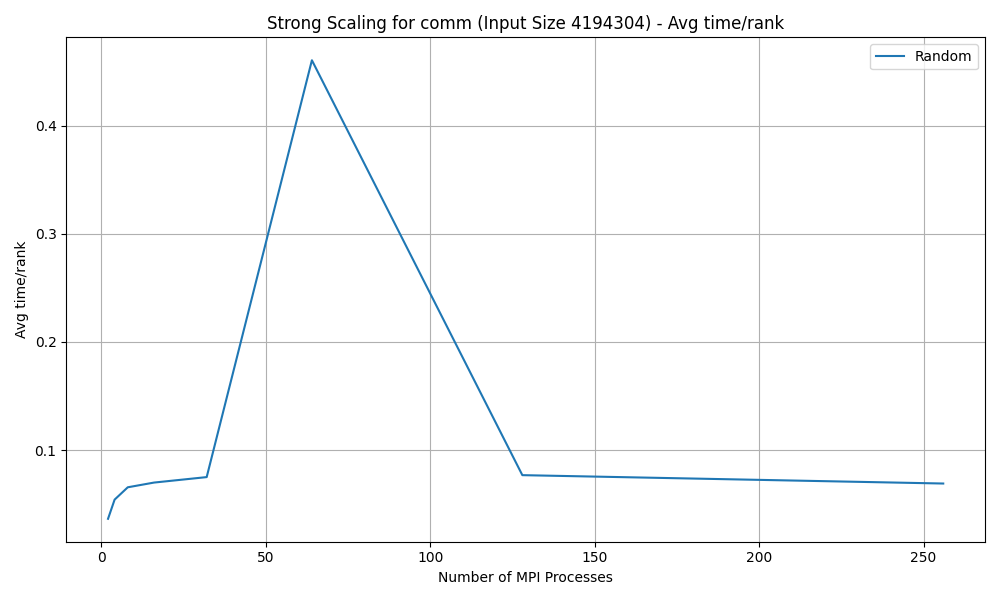 Strong Scaling for comm (Input Size 4194304) - Avg time/rank
Random
Avg time/rank
0.4
0.3
0.2
0.1
0 50 100 150 200 250
Number of MPI Processes